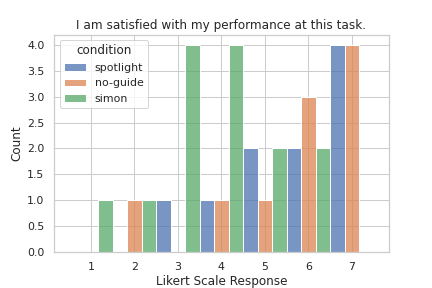 I am satisfied with my performance at this task.
4.0
3.5
3.0
2.5
2.0
1.5
1.0
0.5
0.0
Count
condition
spotlight
no-guide
simon
1 2 3 4 5 6 7
Likert Scale Response